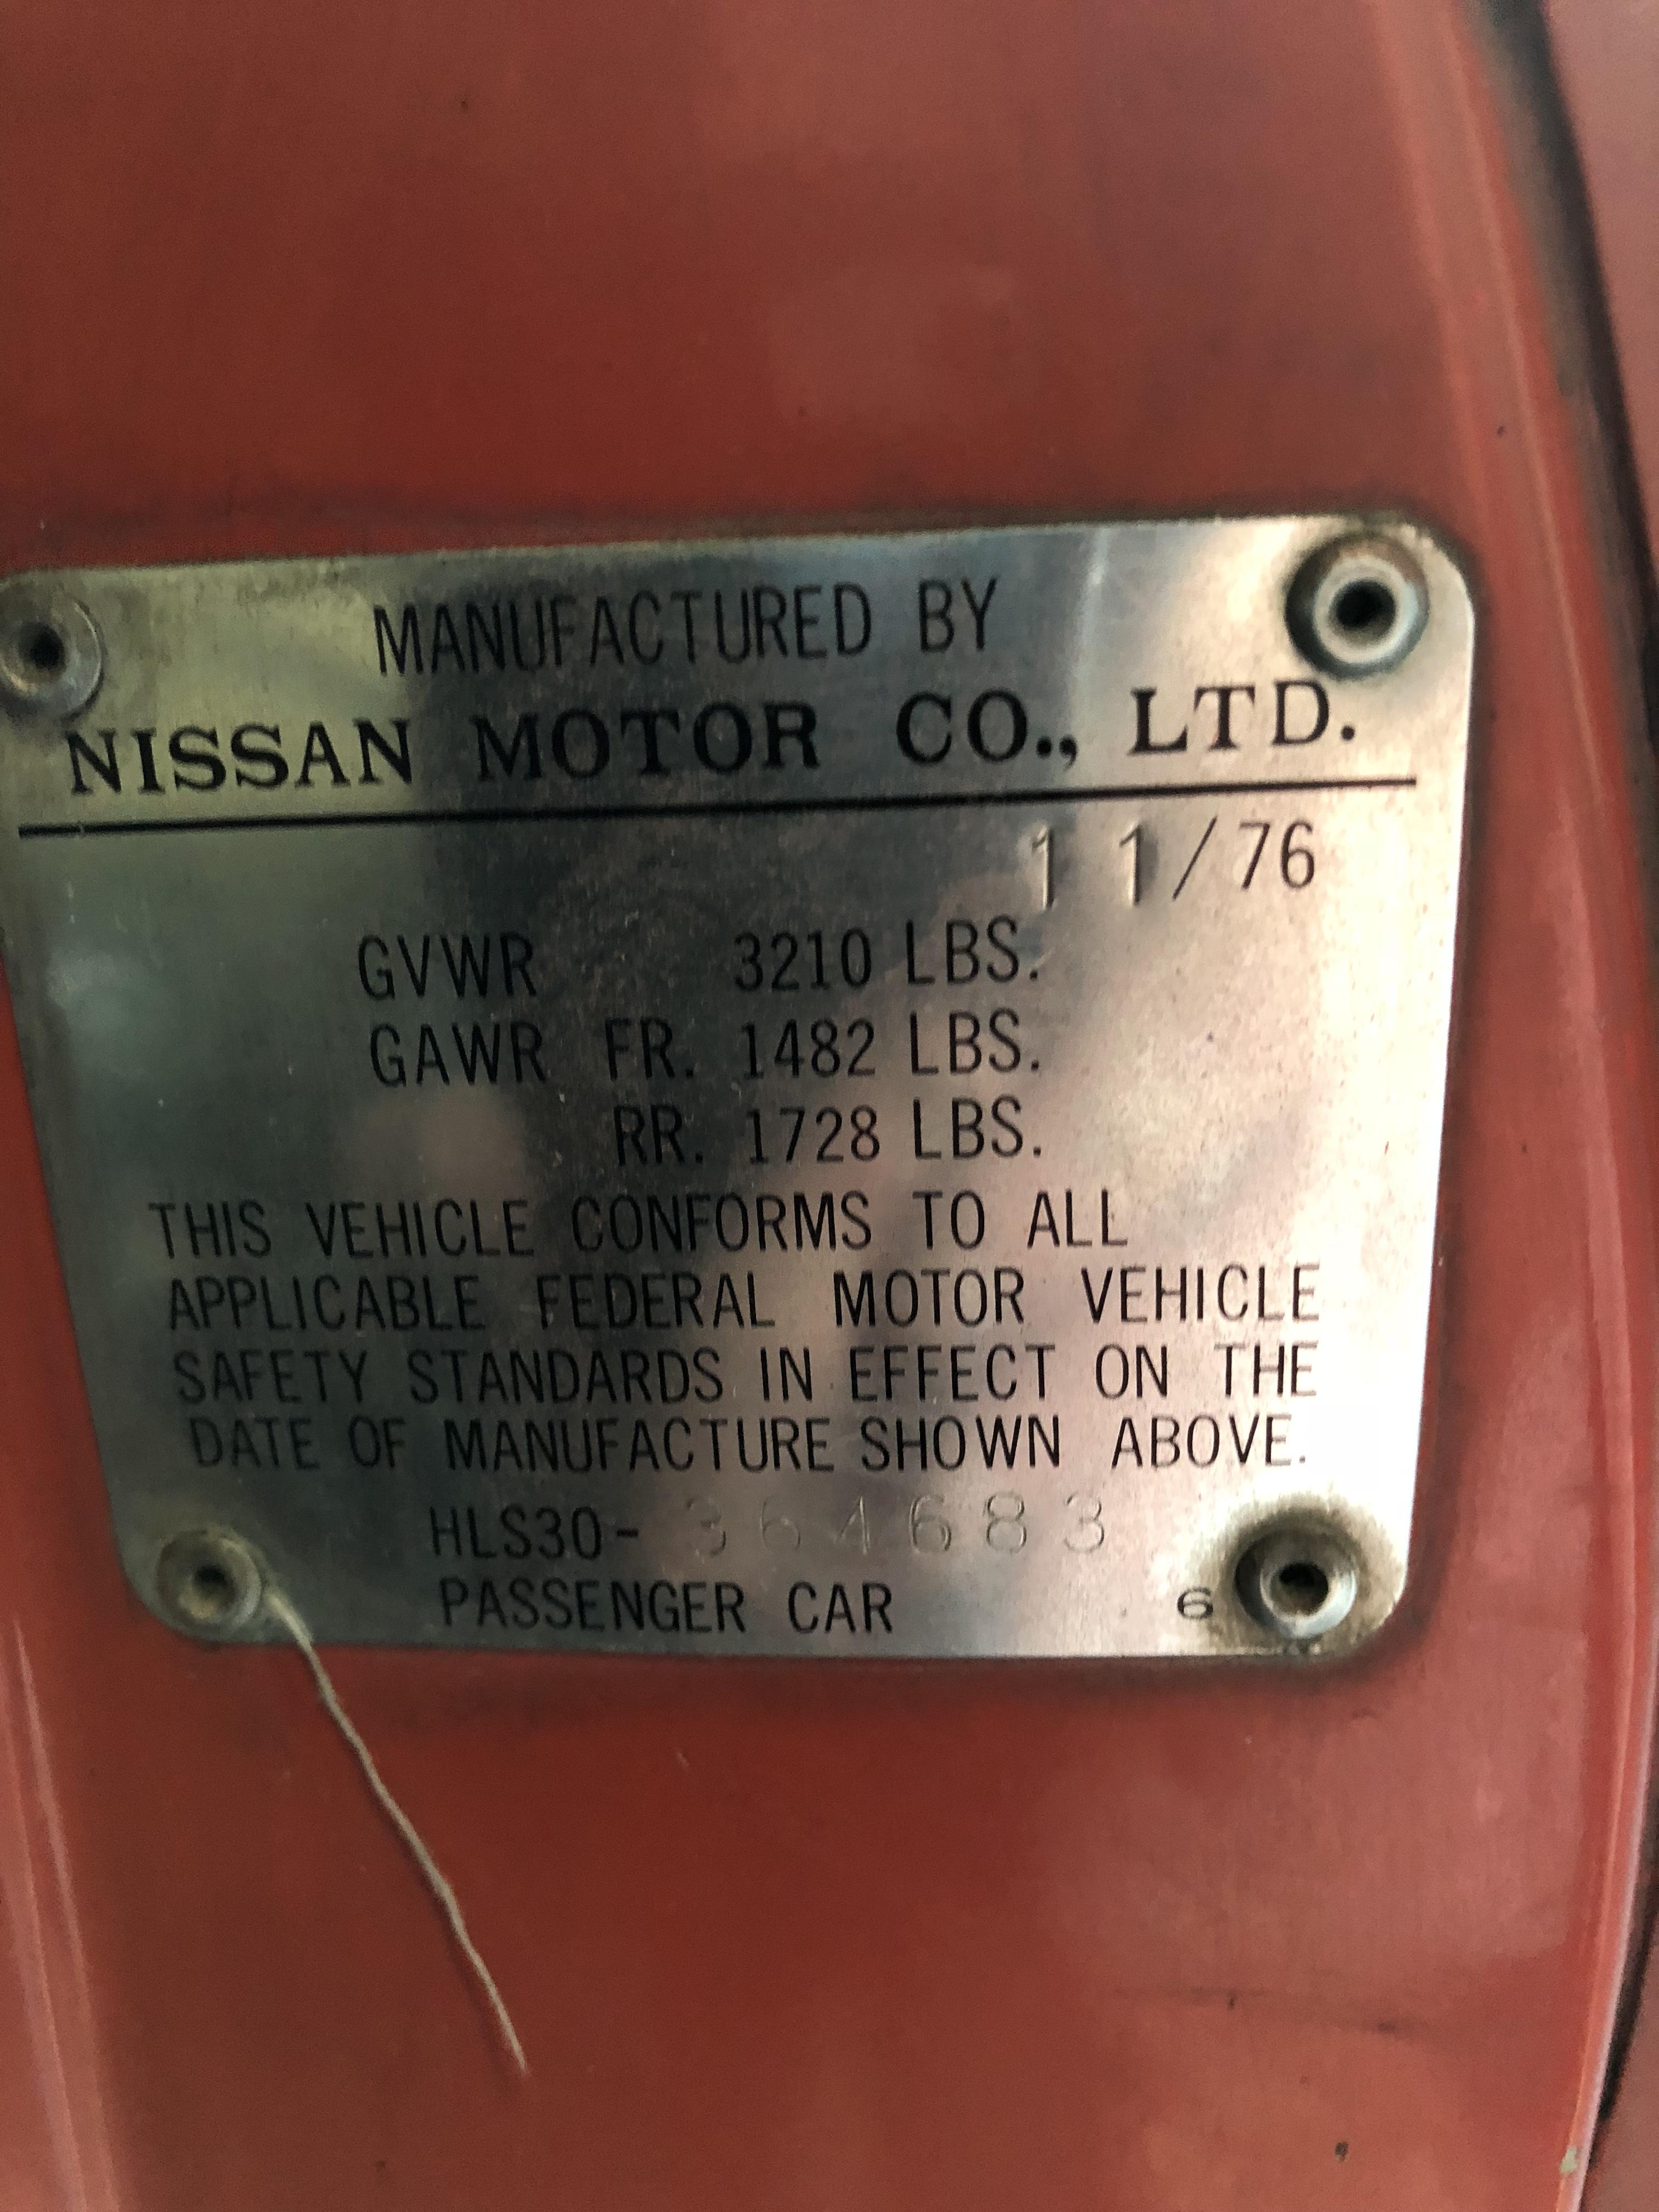 MANUFACTURED BY
NISSAN MOTOR CO., LTD.
11/76
GVWR 3210 LBS.
GAWR FR. 1482 LBS.
RR. 1728 LBS.
THIS VEHICLE CONFORMS TO ALL
APPLICABLE FEDERAL MOTOR VEHICLE
SAFETY STANDARDS IN EFFECT ON THE
DATE OF MANUFACTURE SHOWN ABOVE.
HLS30-364683
PASSENGER CAR 6